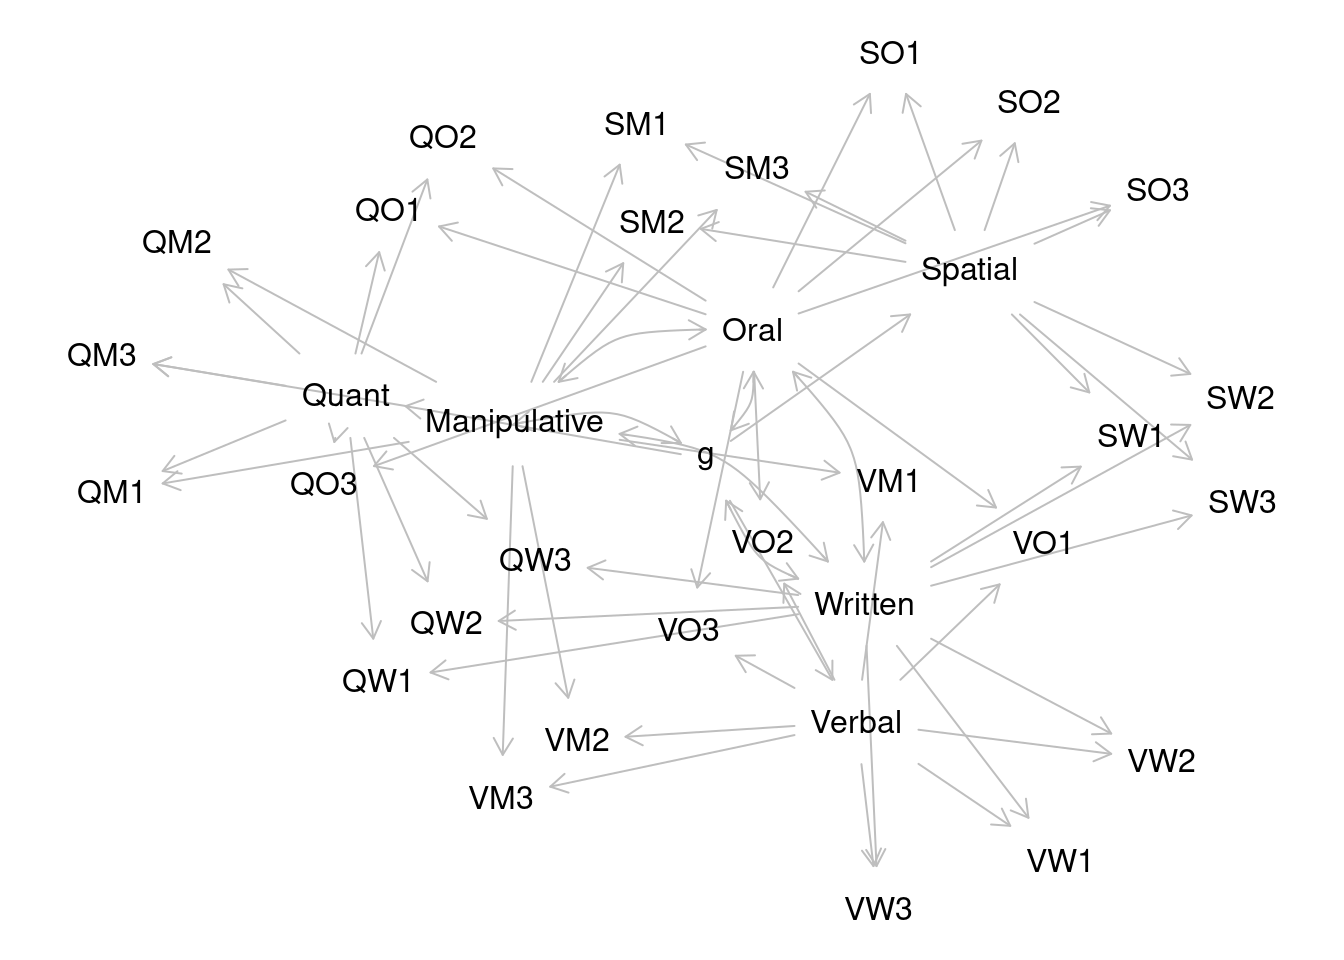 SO1
SO2
SM1
QO2
SM3
SO3
QO1
SM2
QM2
Spatial
Oral
QM3
Quant
SW2
Manipulative
SW1
g
VM1
QO3
QM1
SW3
VO2
VO1
QW3
Written
QW2
VO3
QW1
Verbal
VM2
VW2
VM3
VW1
VW3